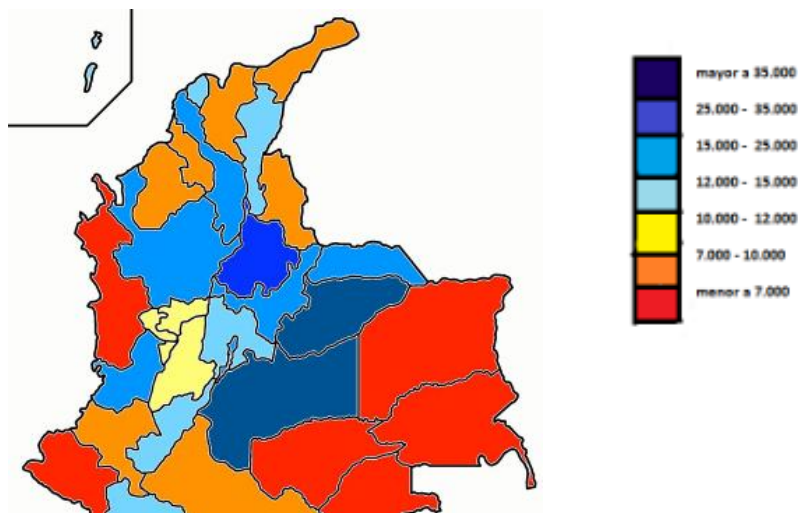 mayor a 35.000
25.000 - 35.000
15.000 - 25.000
12.000 - 15.000
10.000 - 12.000
7.000 - 10.000
menor a 7.000